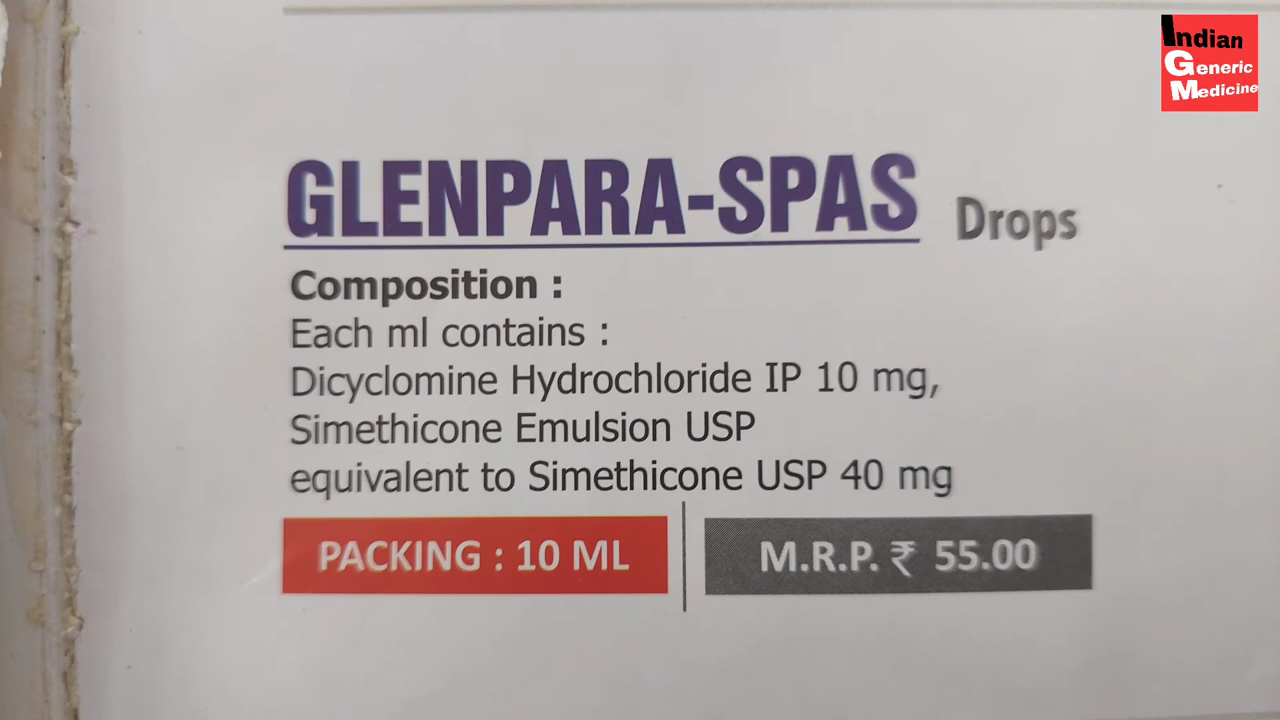 Indian
Generic
Medicine
GLENPARA-SPAS Drops
Composition :
Each ml contains :
Dicyclomine Hydrochloride IP 10 mg,
Simethicone Emulsion USP
equivalent to Simethicone USP 40 mg
PACKING : 10 ML
M.R.P. ₹ 55.00